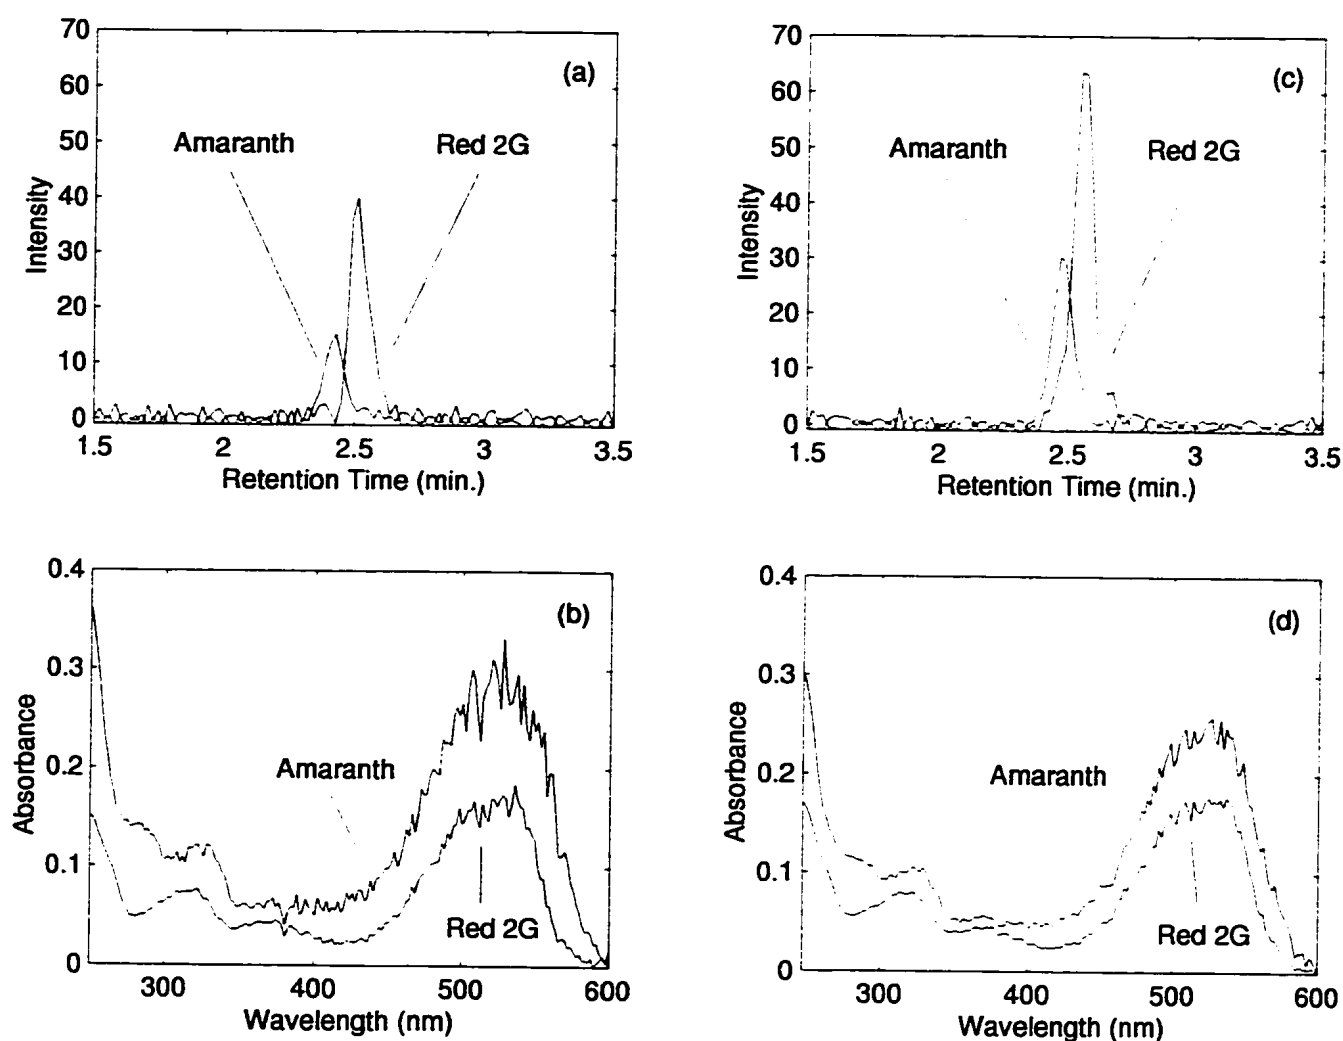 70
60
50
40
30
20
10
0
Intensity
(a)
Amaranth
Red 2G
1.5 2 2.5 3 3.5
Retention Time (min.)
70
60
50
40
30
20
10
0
Intensity
(c)
Amaranth
Red 2G
1.5 2 2.5 3 3.5
Retention Time (min.)
0.4
0.3
0.2
0.1
0
Absorbance
(b)
Amaranth
Red 2G
300 400 500 600
Wavelength (nm)
0.4
0.3
0.2
0.1
0
Absorbance
(d)
Amaranth
Red 2G
300 400 500 600
Wavelength (nm)